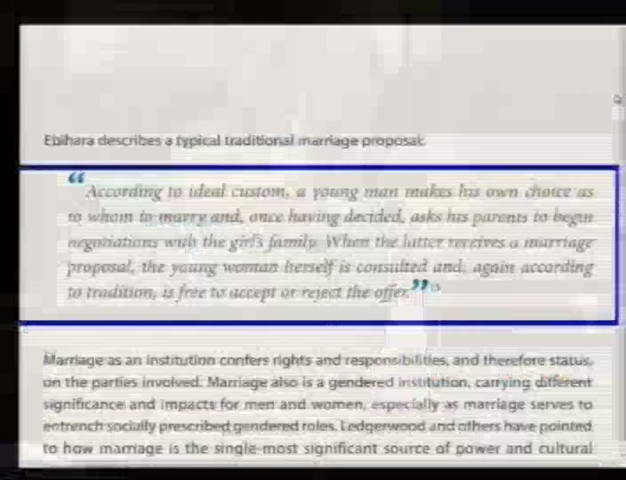 Ebihara describes a typical traditional marriage proposal:
“According to ideal custom, a young man makes his own choice as
to whom to marry and, once having decided, asks his parents to begin
negotiations with the girl's family. When the latter receives a marriage
proposal, the young woman herself is consulted and, again according
to tradition, is free to accept or reject the offer.”
Marriage as an institution confers rights and responsibilities, and therefore status,
on the parties involved. Marriage also is a gendered institution, carrying different
significance and impacts for men and women, especially as marriage serves to
entrench socially prescribed gendered roles. Ledgerwood and others have pointed
to how marriage is the single-most significant source of power and cultural